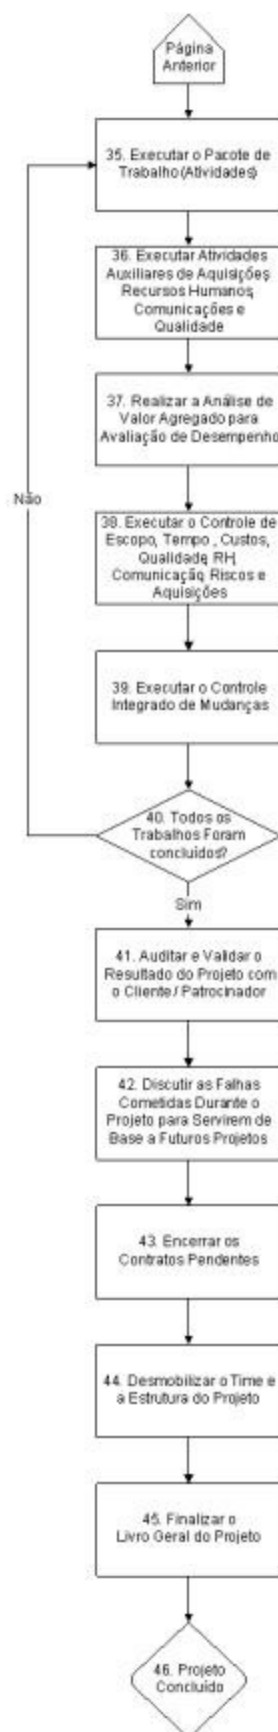 Página
Anterior
35. Executar o Pacote de
Trabalho (Atividades)
36. Executar Atividades
Auxiliares de Aquisições,
Recursos Humanos,
Comunicações e
Qualidade
37. Realizar a Análise de
Valor Agregado para
Avaliação de Desempenho
Não
38. Executar o Controle de
Escopo, Tempo , Custos,
Qualidade, RH,
Comunicação, Riscos e
Aquisições
39. Executar o Controle
Integrado de Mudanças
40. Todos os
Trabalhos Foram
concluídos?
Sim
41. Auditar e Validar o
Resultado do Projeto com
o Cliente / Patrocinador
42. Discutir as Falhas
Cometidas Durante o
Projeto para Servirem de
Base a Futuros Projetos
43. Encerrar os
Contratos Pendentes
44. Desmobilizar o Time e
a Estrutura do Projeto
45. Finalizar o
Livro Geral do Projeto
46. Projeto
Concluído